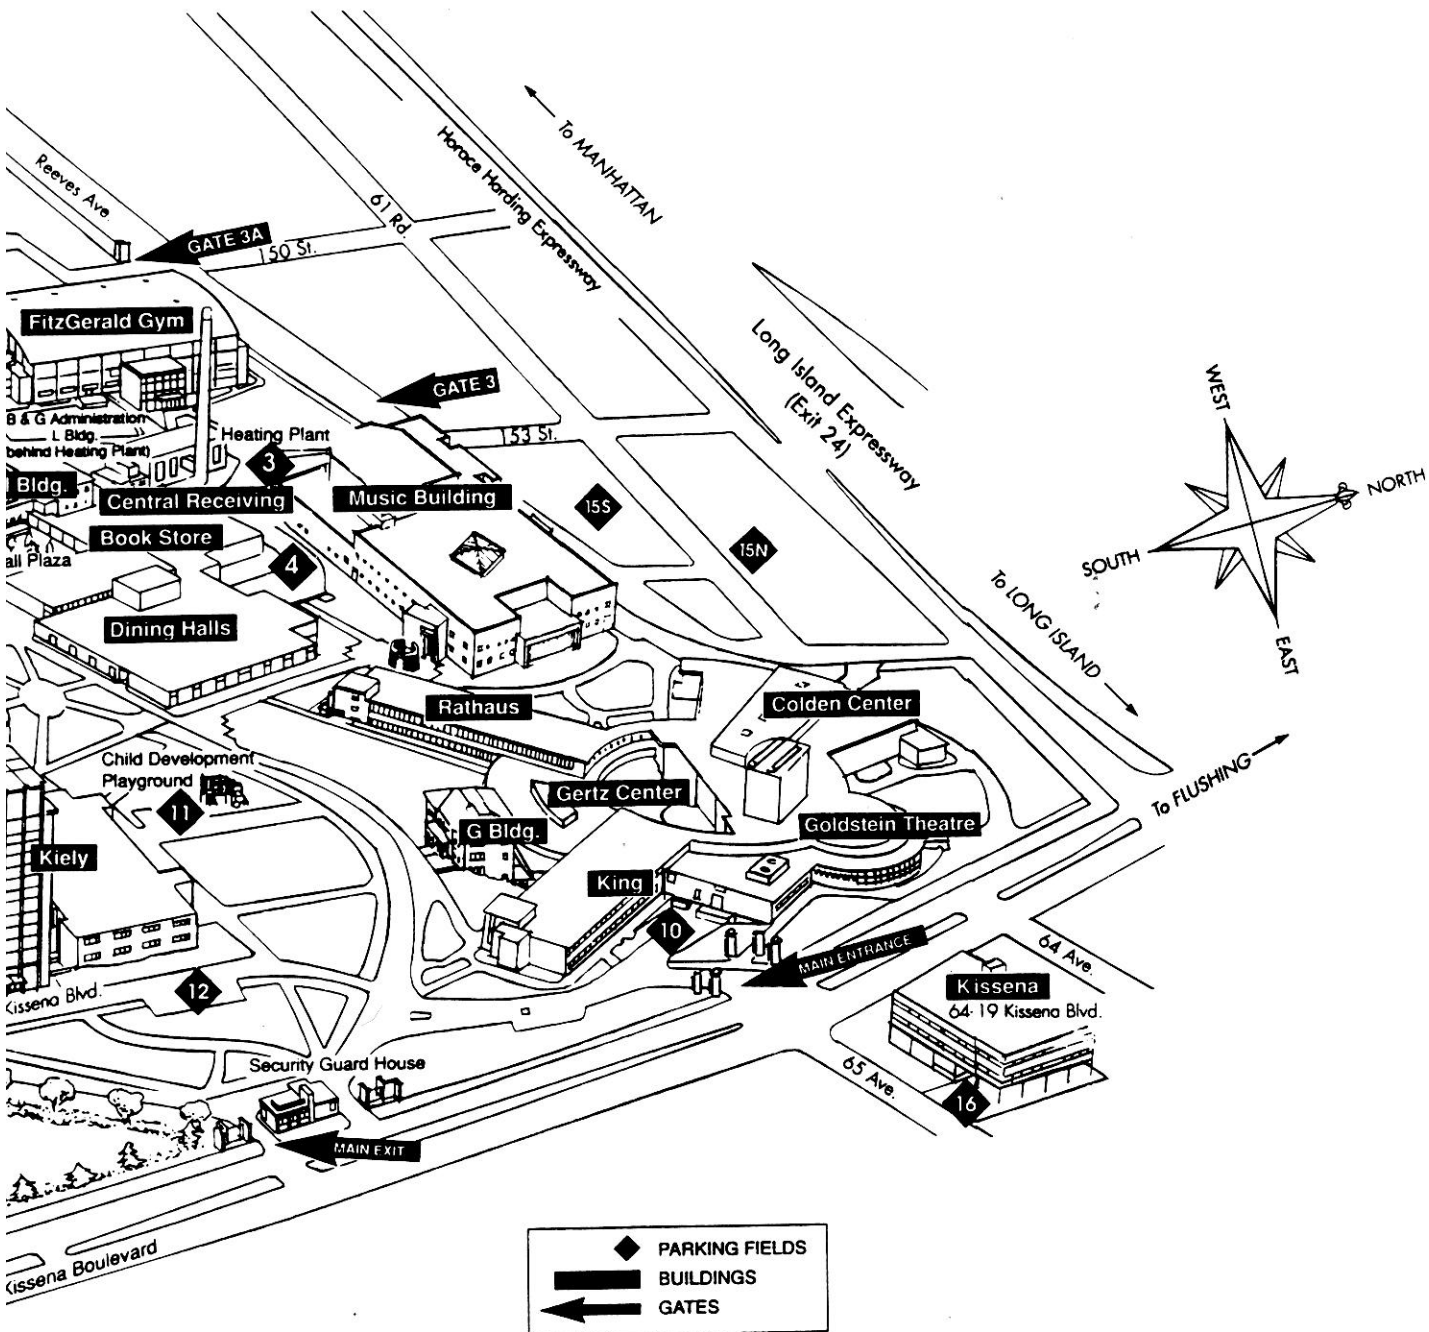 To MANHATTAN
Horace Harding Expressway
Reeves Ave.
61 Rd.
GATE 3A
150 St.
FitzGerald Gym
Long Island Expressway
(Exit 24)
GATE 3
WEST
NORTH
SOUTH
EAST
B & G Administration
L Bldg.
behind Heating Plant)
Heating Plant
153 St.
3
I Bldg.
Central Receiving
Music Building
15S
Book Store
15N
all Plaza
4
To LONG ISLAND
Dining Halls
Rathaus
Colden Center
Child Development
Playground
To FLUSHING
11
Gertz Center
G Bldg.
Goldstein Theatre
Kiely
King
10
MAIN ENTRANCE
64 Ave.
Kissena
64-19 Kissena Blvd.
Kissena Blvd.
12
Security Guard House
65 Ave.
16
MAIN EXIT
Kissena Boulevard
PARKING FIELDS
BUILDINGS
GATES